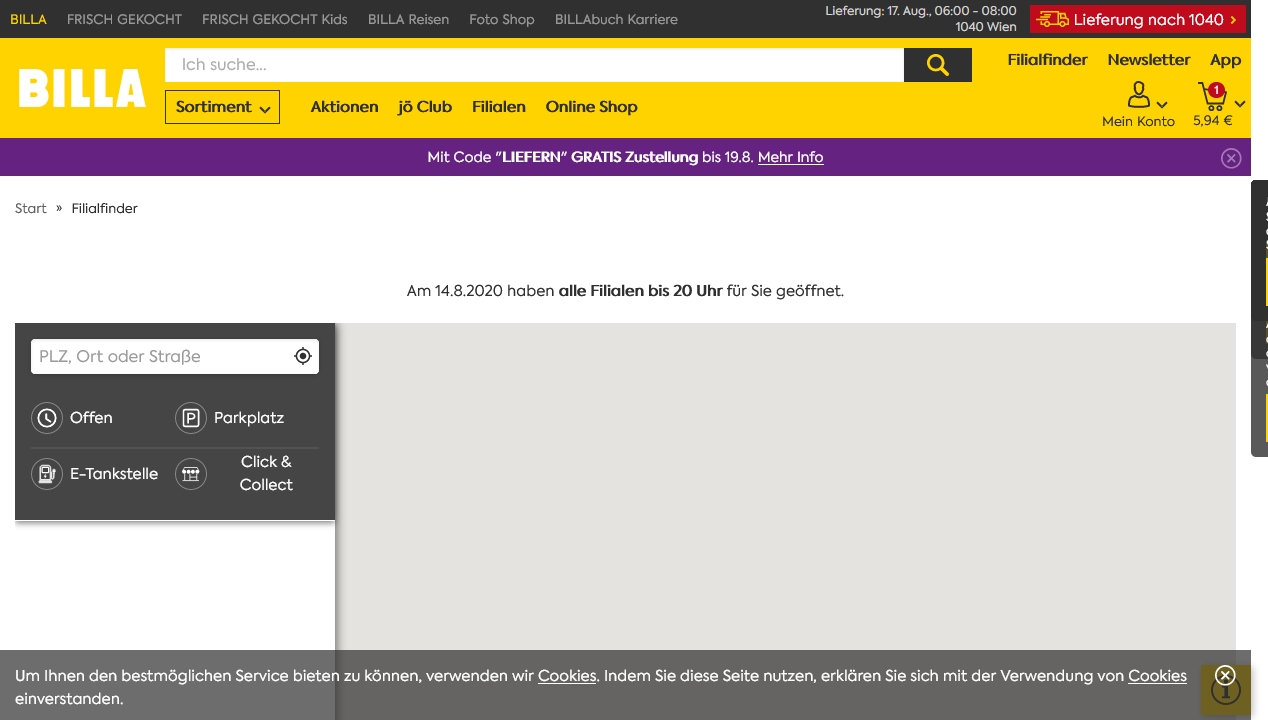 BILLA FRISCH GEKOCHT FRISCH GEKOCHT Kids BILLA Reisen Foto Shop BILLAbuch Karriere
Lieferung: 17. Aug., 06:00 - 08:00
1040 Wien
Lieferung nach 1040
BILLA
Ich suche...
Filialfinder Newsletter App
Sortiment Aktionen jö Club Filialen Online Shop
Mein Konto
1
5,94 €
Mit Code "LIEFERN" GRATIS Zustellung bis 19.8. Mehr Info
Start » Filialfinder
Am 14.8.2020 haben alle Filialen bis 20 Uhr für Sie geöffnet.
PLZ, Ort oder Straße
Offen
Parkplatz
E-Tankstelle
Click &
Collect
Um Ihnen den bestmöglichen Service bieten zu können, verwenden wir Cookies. Indem Sie diese Seite nutzen, erklären Sie sich mit der Verwendung von Cookies
einverstanden.